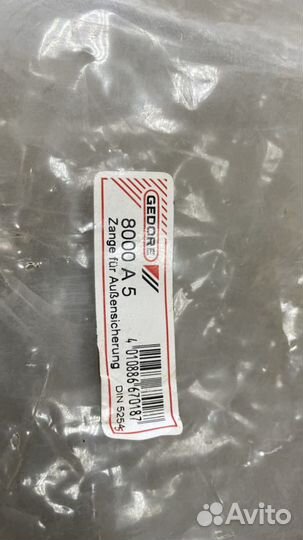 GEDORE
8000 A 5
Zange für Außensicherung
4 010886 670187
DIN 5254
Avito